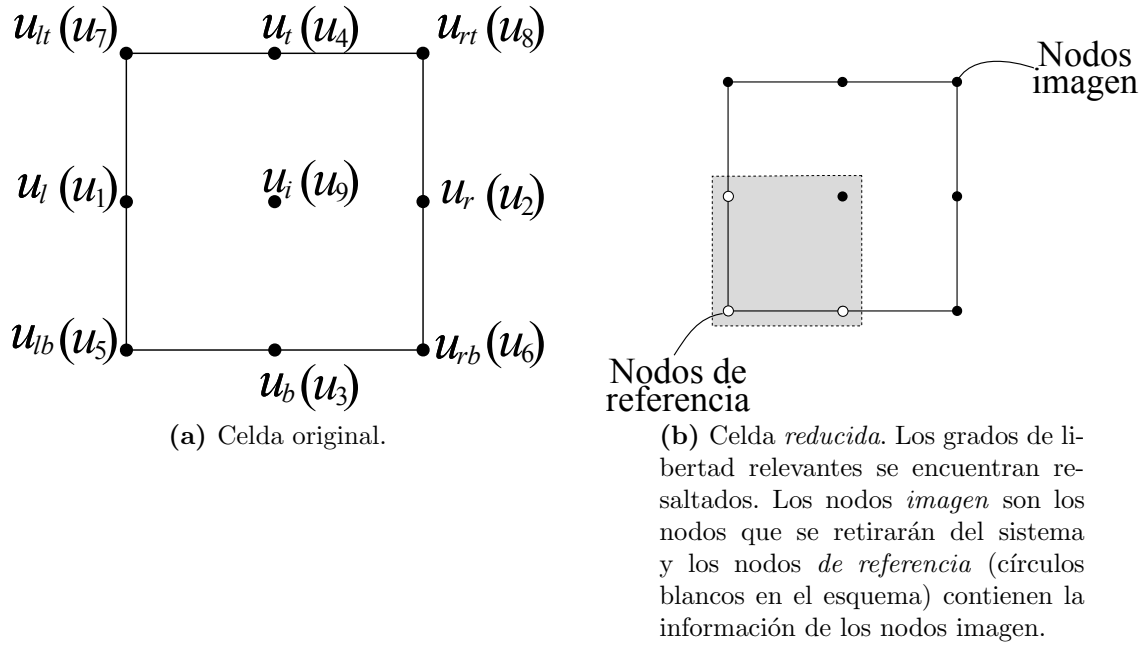 u_lt (u_7)
u_t (u_4)
u_rt (u_8)
u_l (u_1)
u_i (u_9)
u_r (u_2)
u_lb (u_5)
u_b (u_3)
u_rb (u_6)
(a) Celda original.
Nodos
imagen
Nodos de
referencia
(b) Celda reducida. Los grados de li-
bertad relevantes se encuentran re-
saltados. Los nodos imagen son los
nodos que se retirarán del sistema
y los nodos de referencia (círculos
blancos en el esquema) contienen la
información de los nodos imagen.